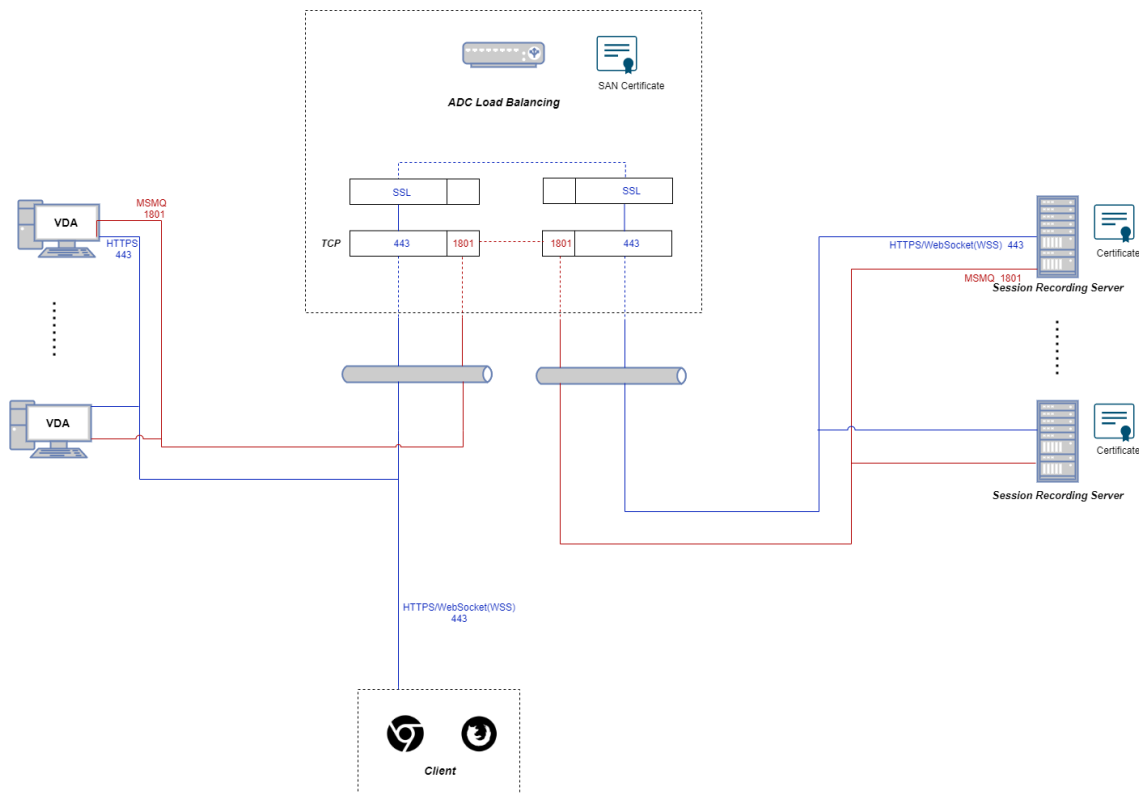 SAN Certificate
ADC Load Balancing
SSL
SSL
MSMQ
1801
VDA
HTTPS
443
TCP
443
1801
1801
443
HTTPS/WebSocket(WSS) 443
Certificate
MSMQ 1801
Session Recording Server
VDA
Certificate
Session Recording Server
HTTPS/WebSocket(WSS)
443
Client